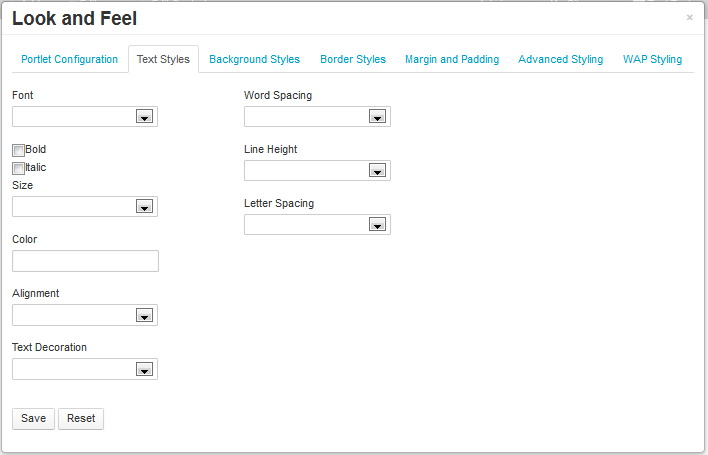 Look and Feel
×
Portlet Configuration Text Styles Background Styles Border Styles Margin and Padding Advanced Styling WAP Styling
Font Word Spacing
Bold Line Height
Italic
Size
Letter Spacing
Color
Alignment
Text Decoration
Save Reset